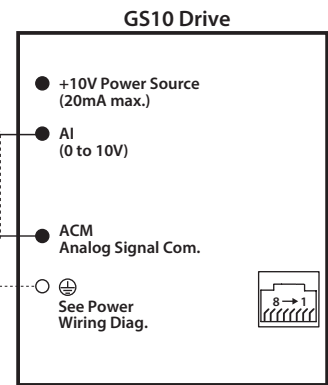 GS10 Drive
+10V Power Source
(20mA max.)
AI
(0 to 10V)
ACM
Analog Signal Com.
See Power
Wiring Diag.
8→1